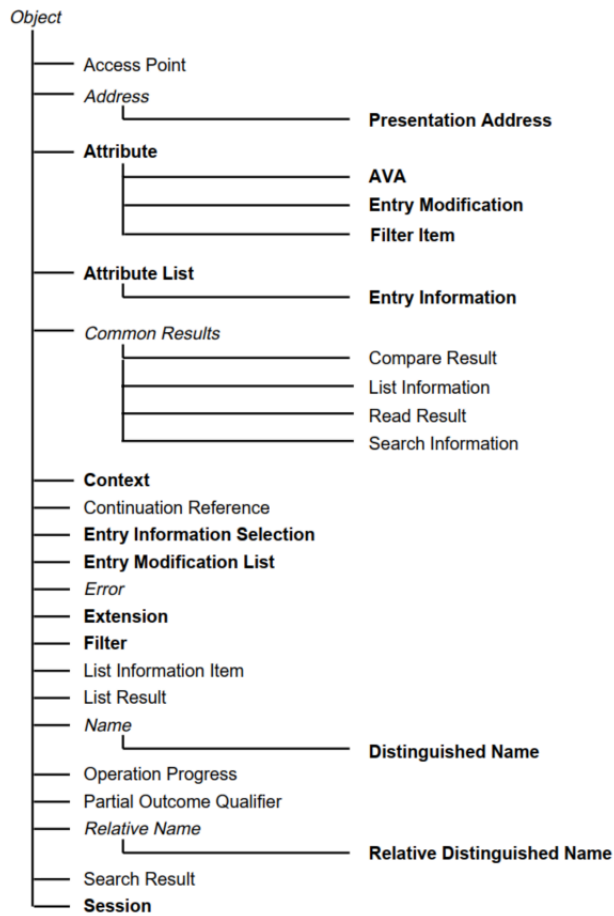 Object
Access Point
Address
Presentation Address
Attribute
AVA
Entry Modification
Filter Item
Attribute List
Entry Information
Common Results
Compare Result
List Information
Read Result
Search Information
Context
Continuation Reference
Entry Information Selection
Entry Modification List
Error
Extension
Filter
List Information Item
List Result
Name
Distinguished Name
Operation Progress
Partial Outcome Qualifier
Relative Name
Relative Distinguished Name
Search Result
Session